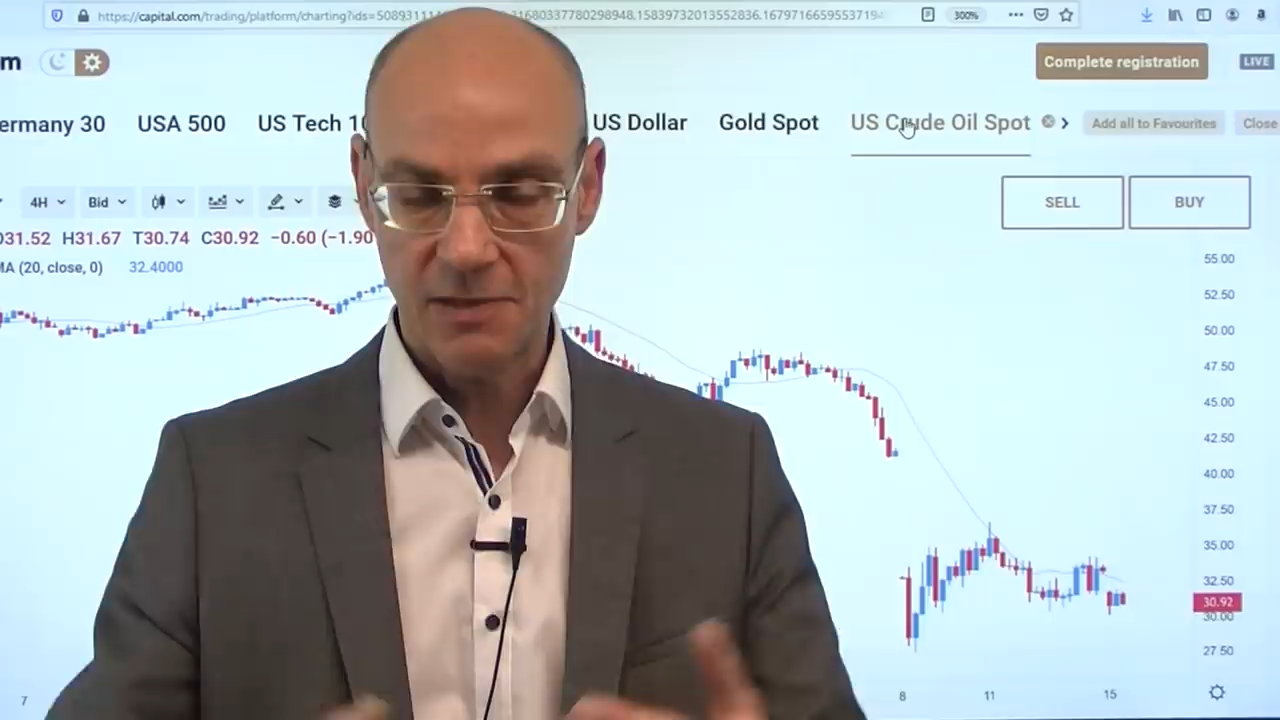 https://capital.com/trading/platform/charting?ids=
300%
m
Complete registration
LIVE
ermany 30
USA 500
US Tech 10
US Dollar
Gold Spot
US Crude Oil Spot
Add all to Favourites
Close
4H
Bid
SELL
BUY
O31.52 H31.67 T30.74 C30.92 −0.60 (−1.90
MA (20, close, 0) 32.4000
55.00
52.50
50.00
47.50
45.00
42.50
40.00
37.50
35.00
32.50
30.92
30.00
27.50
7
8
11
15